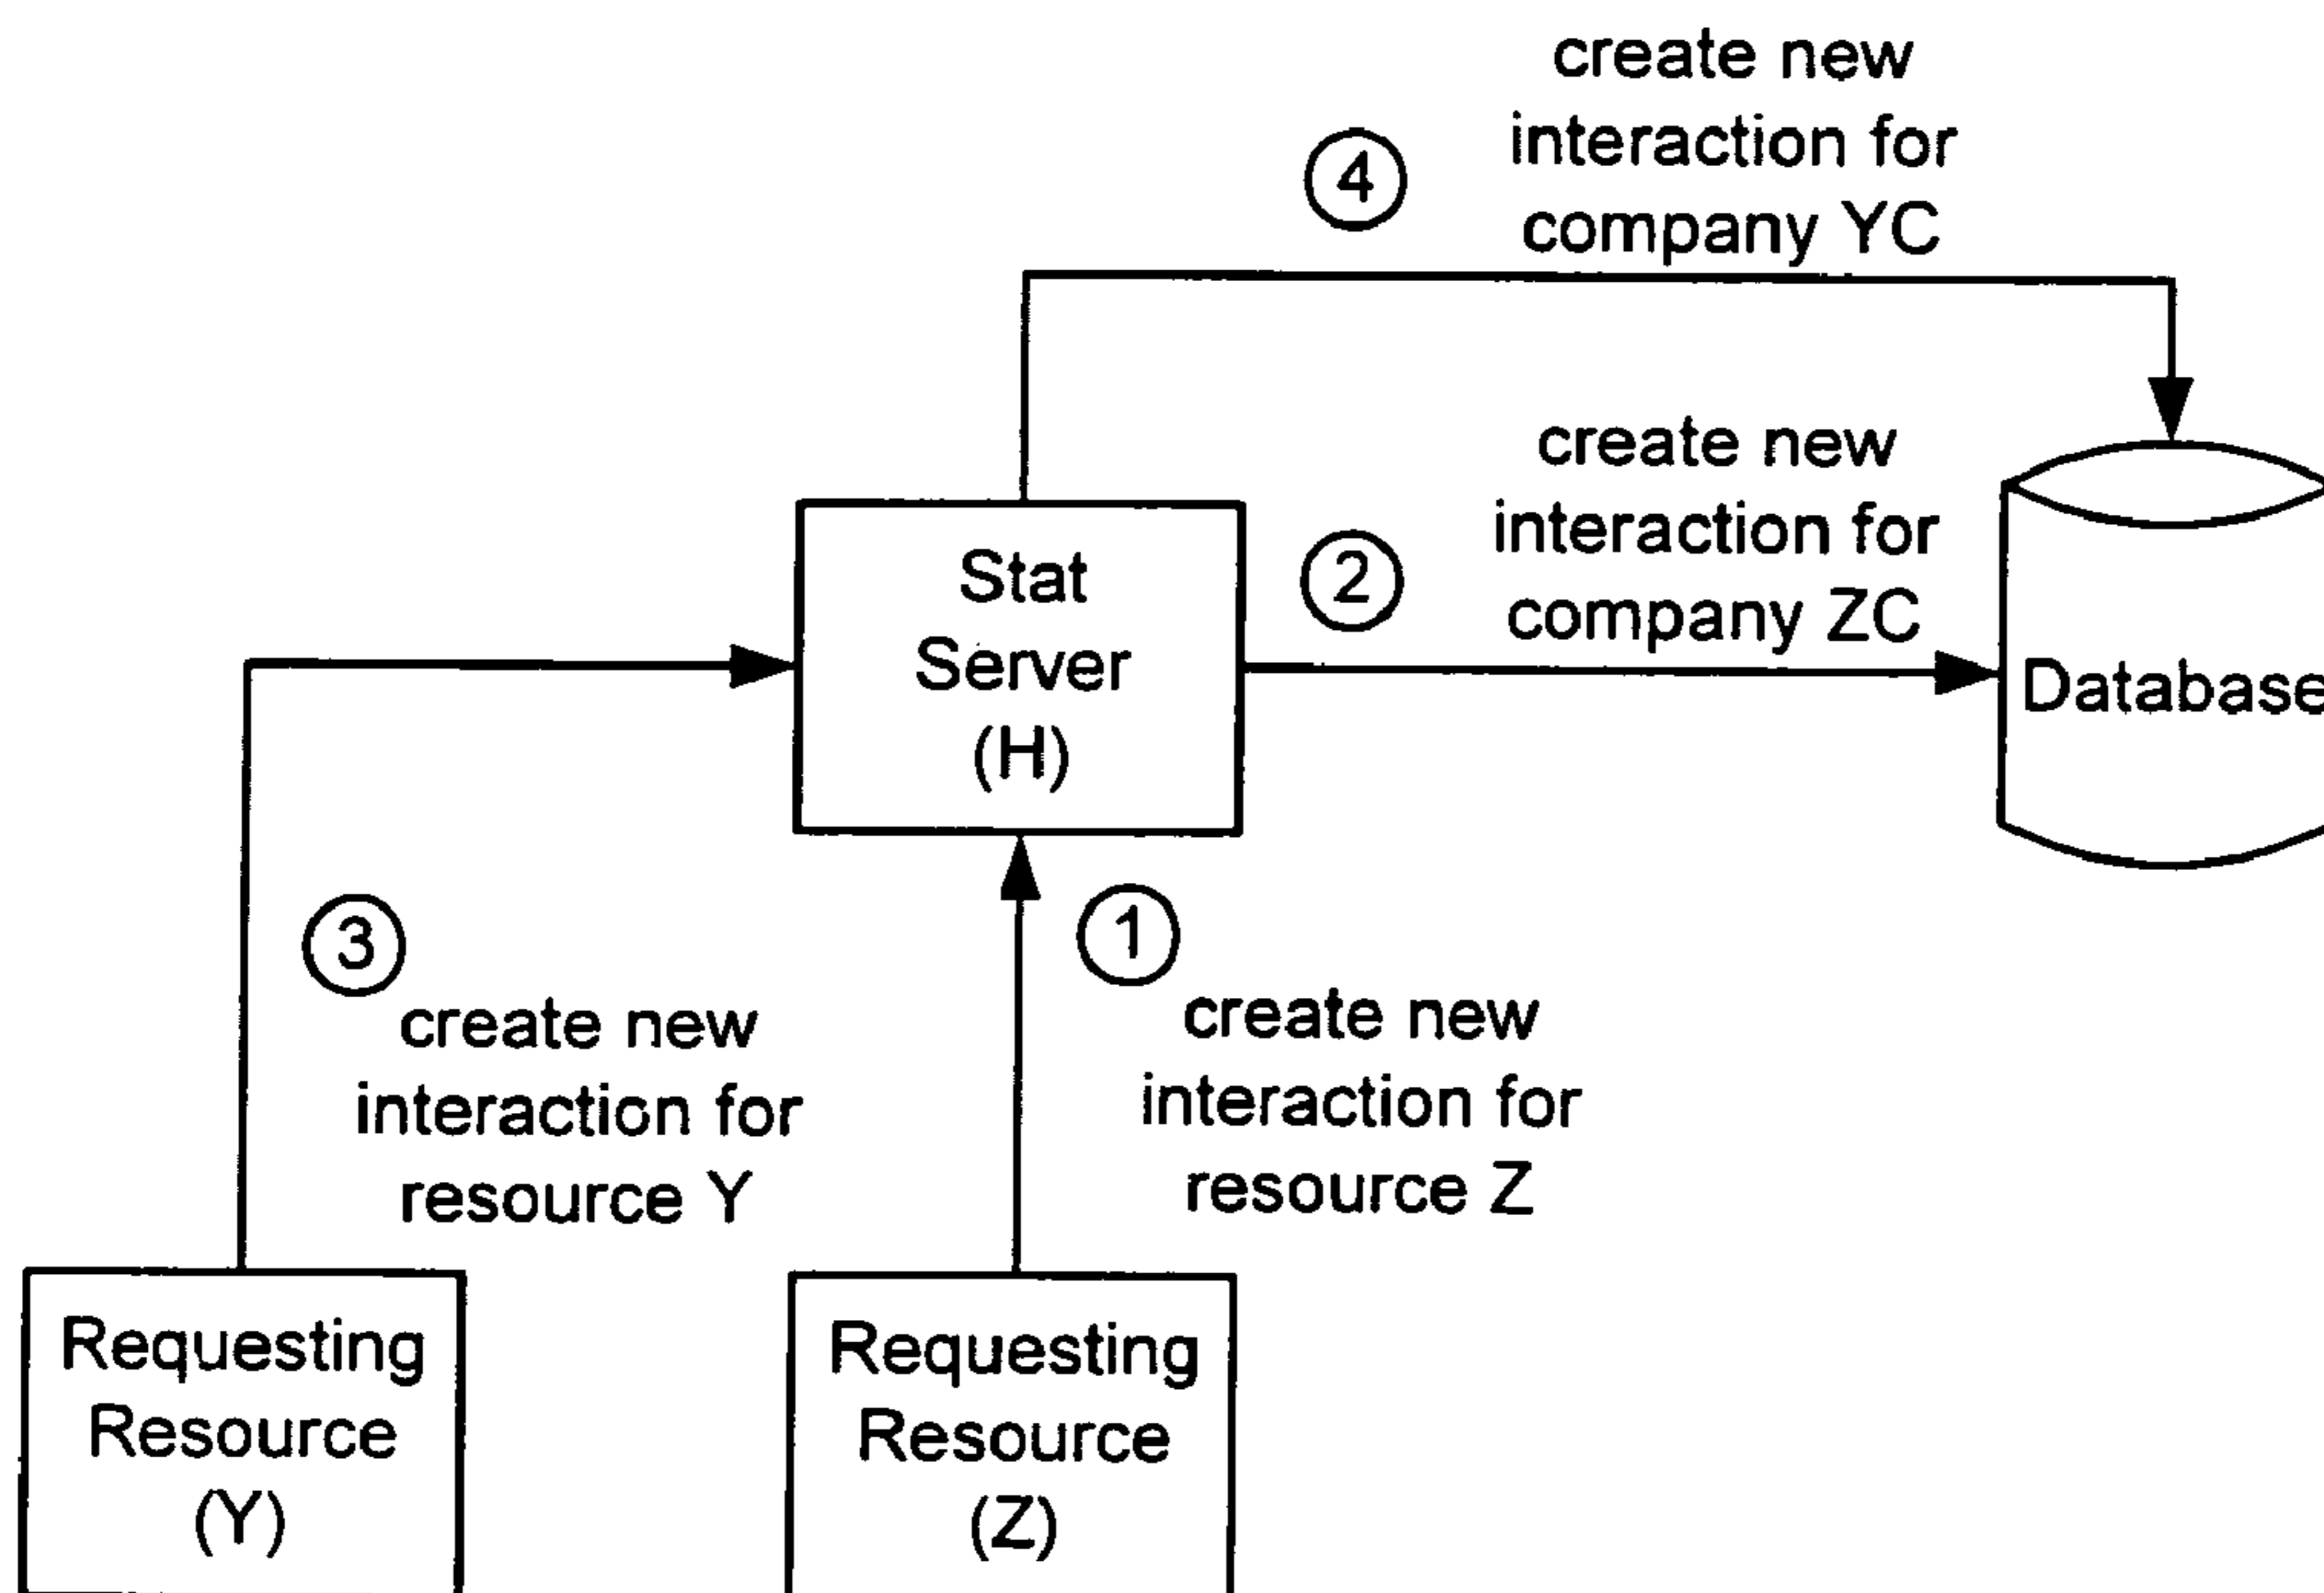 create new
interaction for
company YC
4
create new
interaction for
company ZC
2
Stat
Server
(H)
Database
3
create new
interaction for
resource Y
1
create new
interaction for
resource Z
Requesting
Resource
(Y)
Requesting
Resource
(Z)